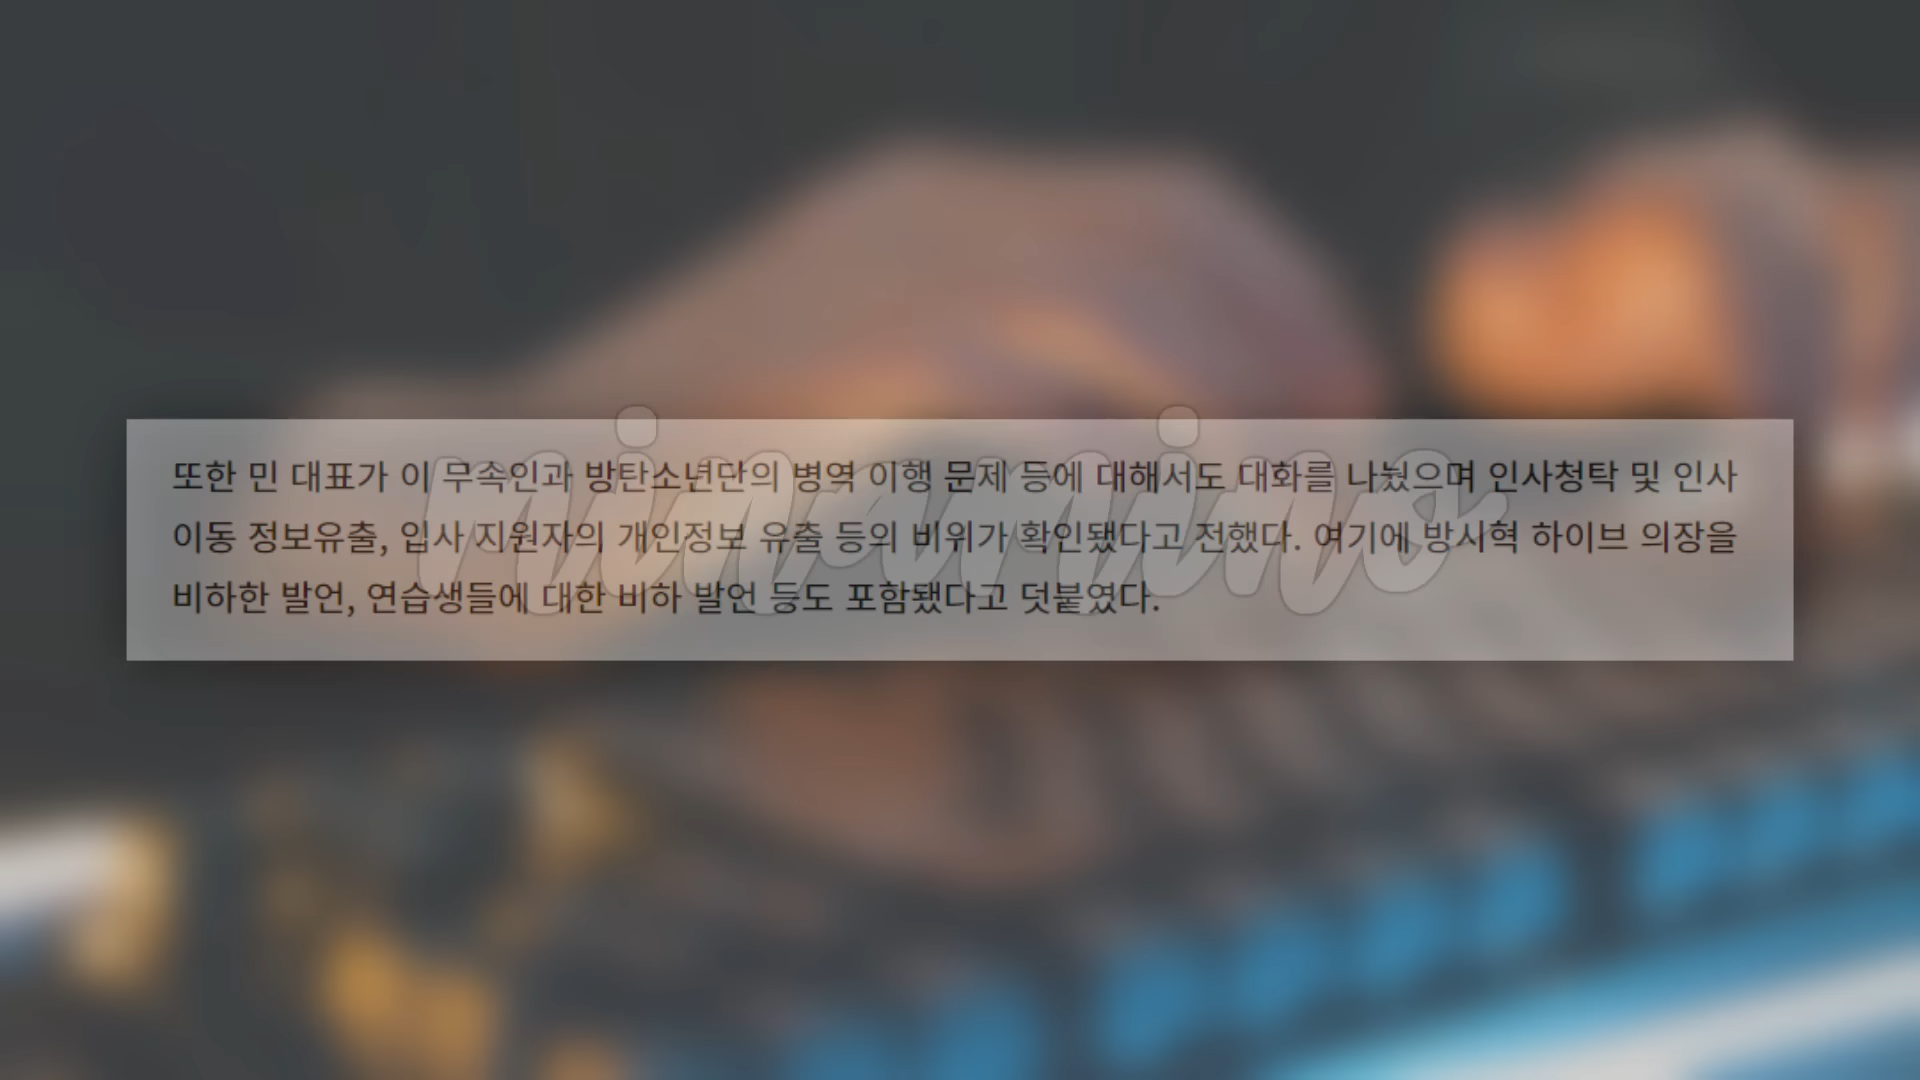 또한 민 대표가 이 무속인과 방탄소년단의 병역 이행 문제 등에 대해서도 대화를 나눴으며 인사청탁 및 인사
이동 정보유출, 입사 지원자의 개인정보 유출 등의 비위가 확인됐다고 전했다. 여기에 방시혁 하이브 의장을
비하한 발언, 연습생들에 대한 비하 발언 등도 포함됐다고 덧붙였다.
minamino